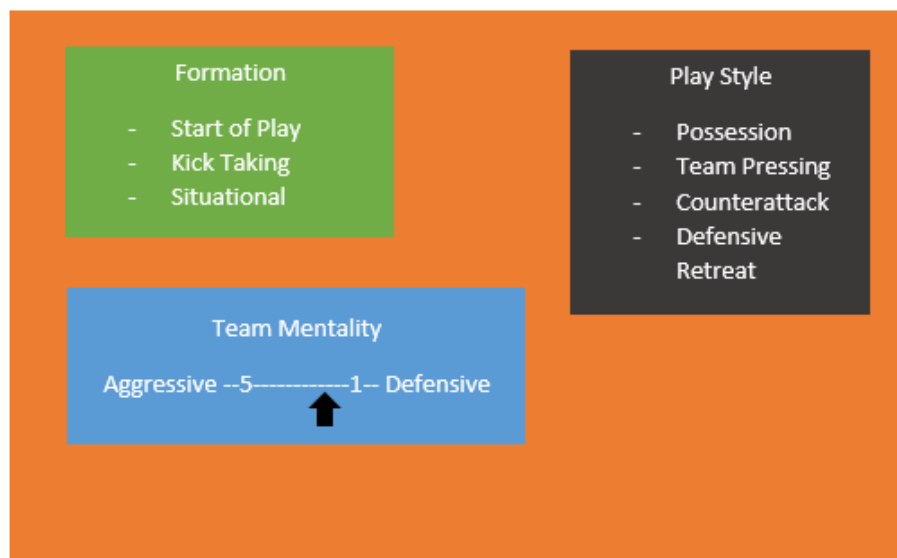 Formation
- Start of Play
- Kick Taking
- Situational
Play Style
- Possession
- Team Pressing
- Counterattack
- Defensive
Retreat
Team Mentality
Aggressive --5------------1-- Defensive